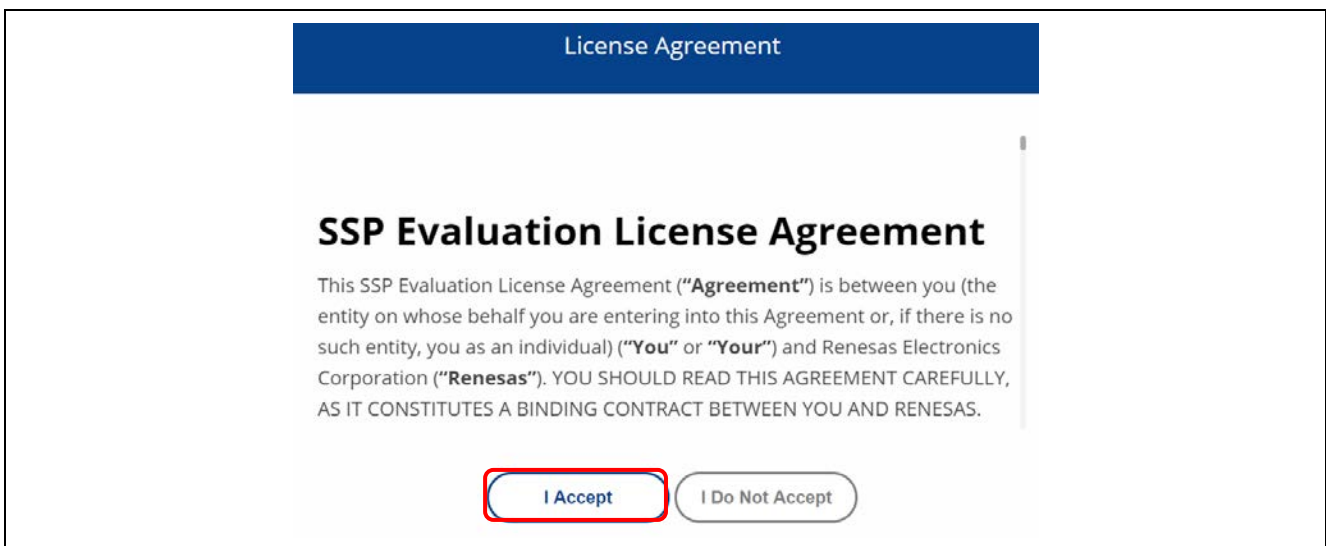 License Agreement
SSP Evaluation License Agreement
This SSP Evaluation License Agreement (“Agreement”) is between you (the
entity on whose behalf you are entering into this Agreement or, if there is no
such entity, you as an individual) (“You” or “Your”) and Renesas Electronics
Corporation (“Renesas”). YOU SHOULD READ THIS AGREEMENT CAREFULLY,
AS IT CONSTITUTES A BINDING CONTRACT BETWEEN YOU AND RENESAS.
I Accept I Do Not Accept